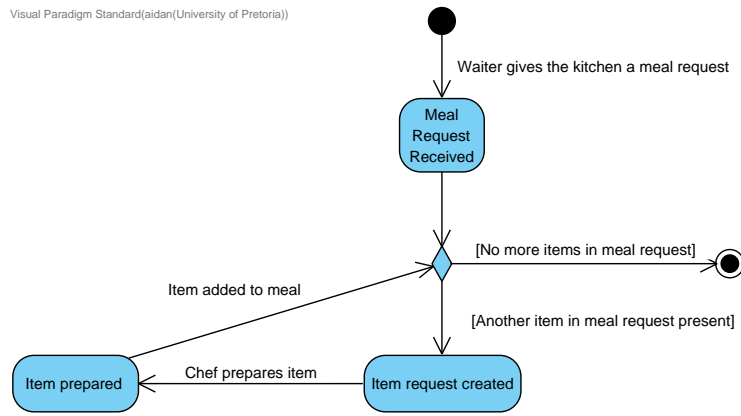 Visual Paradigm Standard(aidan(University of Pretoria))
Waiter gives the kitchen a meal request
Meal
Request
Received
[No more items in meal request]
Item added to meal
[Another item in meal request present]
Item prepared
Chef prepares item
Item request created